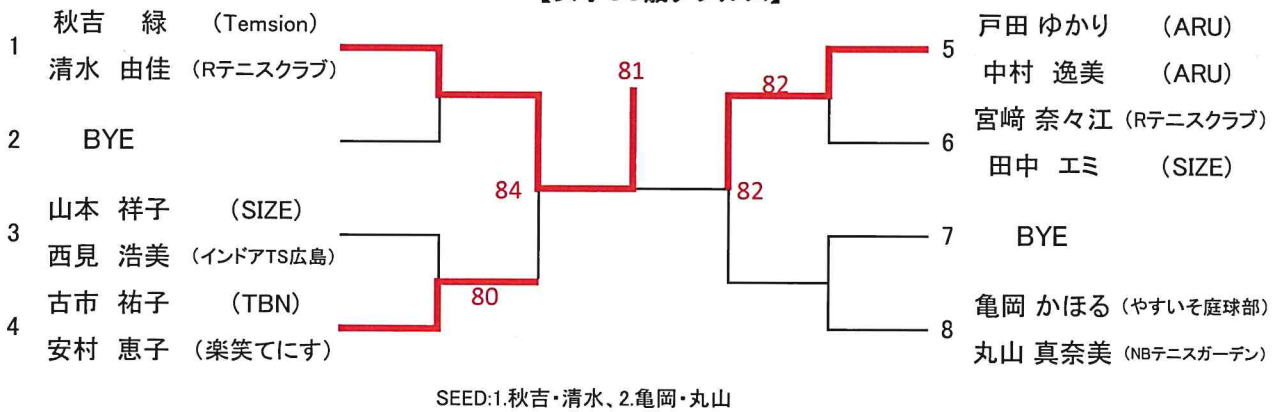 秋吉 緑 (Temsion)
1
清水 由佳 (Rテニスクラブ)
2 BYE
山本 祥子 (SIZE)
3
西見 浩美 (インドアTS広島)
古市 祐子 (TBN)
4
安村 恵子 (楽笑てにす)
81
84
80
82
82
戸田 ゆかり (ARU)
5
中村 逸美 (ARU)
宮﨑 奈々江 (Rテニスクラブ)
6
田中 エミ (SIZE)
7 BYE
亀岡 かほる (やすいそ庭球部)
8
丸山 真奈美 (NBテニスガーデン)
SEED:1.秋吉・清水、2.亀岡・丸山